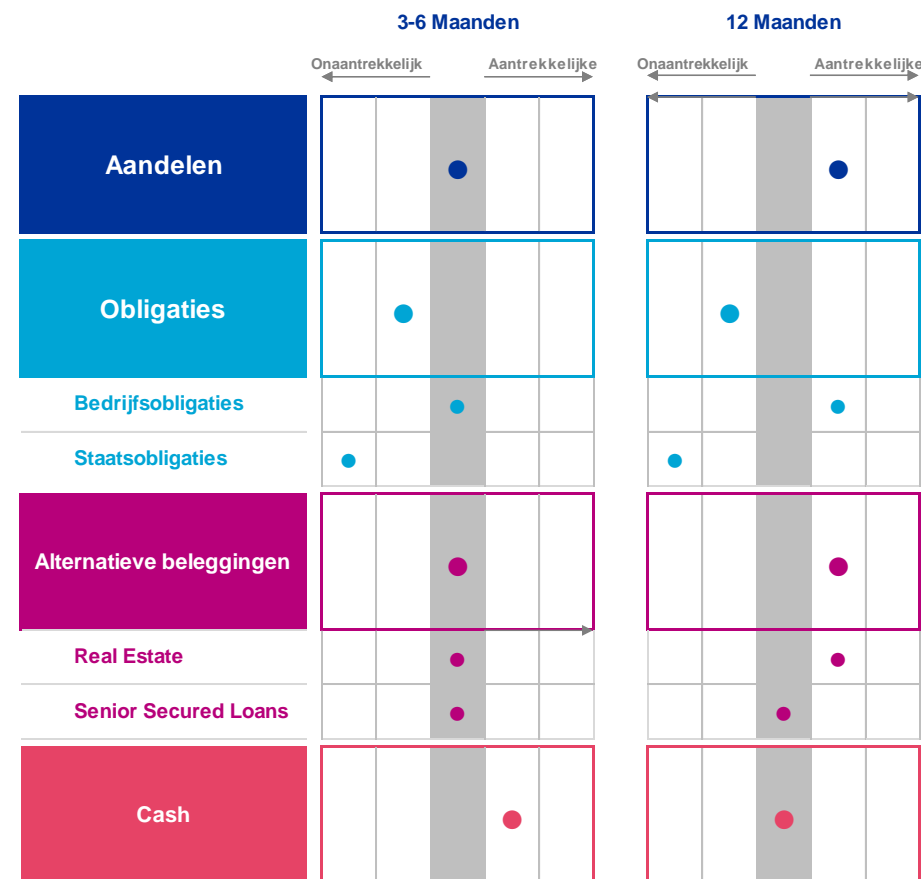 3-6 Maanden
12 Maanden
Onaantrekkelijk
Aantrekkelijke
Onaantrekkelijk
Aantrekkelijke
Aandelen
Obligaties
Bedrijfsobligaties
Staatsobligaties
Alternatieve beleggingen
Real Estate
Senior Secured Loans
Cash